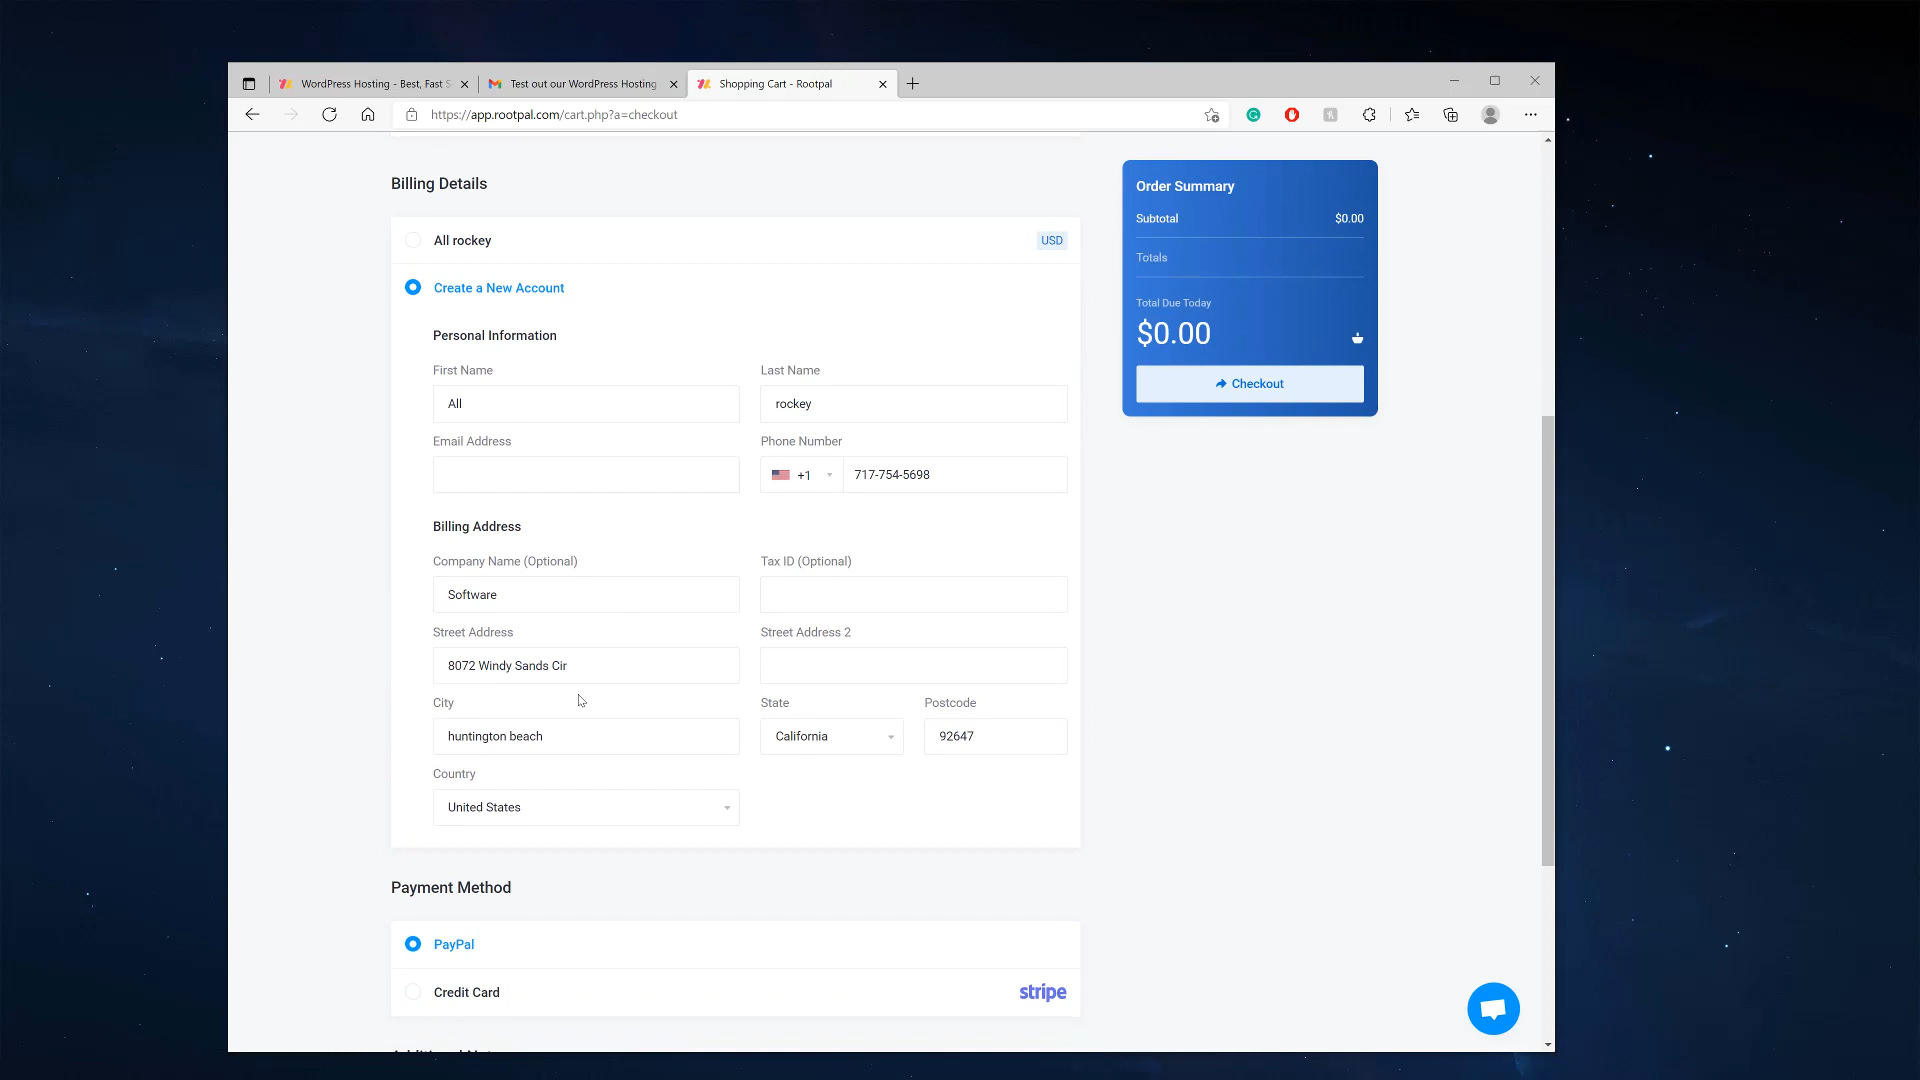 WordPress Hosting - Best, Fast S
Test out our WordPress Hosting
Shopping Cart - Rootpal
https://app.rootpal.com/cart.php?a=checkout
Billing Details
All rockey
USD
Create a New Account
Personal Information
First Name
Last Name
All
rockey
Email Address
Phone Number
+1
717-754-5698
Billing Address
Company Name (Optional)
Tax ID (Optional)
Software
Street Address
Street Address 2
8072 Windy Sands Cir
City
State
Postcode
huntington beach
California
92647
Country
United States
Payment Method
PayPal
Credit Card
stripe
Order Summary
Subtotal
$0.00
Totals
Total Due Today
$0.00
Checkout